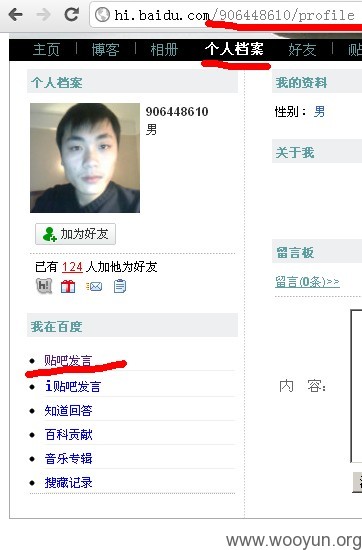 hi.baidu.com/906448610/profile
主页 博客 相册 个人档案 好友
个人档案
906448610
男
加为好友
已有 124 人加他为好友
hi
我在百度
贴吧发言
i贴吧发言
知道回答
百科贡献
音乐专辑
搜藏记录
我的资料
性别： 男
关于我
留言板
留言(0条)>>
内 容：
www.wooyun.org